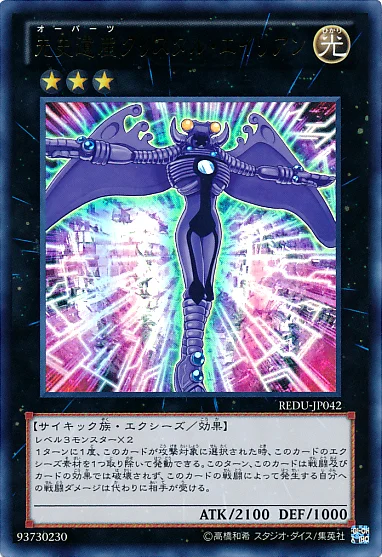 オーパーツ
光
ひかり
REDU-JP042
【サイキック族・エクシーズ/効果】
レベル3モンスター×2
1ターンに1度、このカードが攻撃対象に選択された時、このカードのエク
シーズ素材を1つ取り除いて発動できる。このターン、このカードは戦闘及び
カードの効果では破壊されず、このカードの戦闘によって発生する自分へ
の戦闘ダメージは代わりに相手が受ける。
ATK/2100 DEF/1000
93730230
©高橋和希 スタジオ・ダイス/集英社